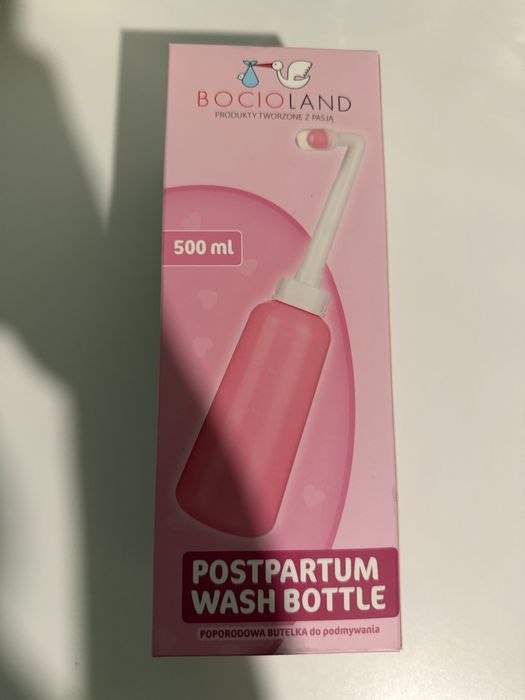 BOCIOLAND
PRODUKTY TWORZONE Z PASJĄ
500 ml
POSTPARTUM
WASH BOTTLE
POPORODOWA BUTELKA do podmywania